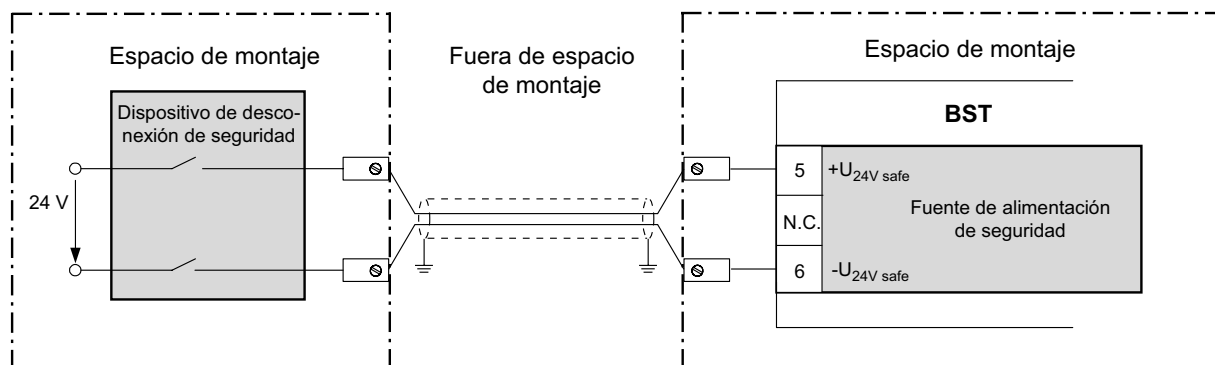 Espacio de montaje
Fuera de espacio
de montaje
Espacio de montaje
Dispositivo de desco-
nexión de seguridad
BST
24 V
5
+U24V safe
N.C.
Fuente de alimentación
de seguridad
6
-U24V safe